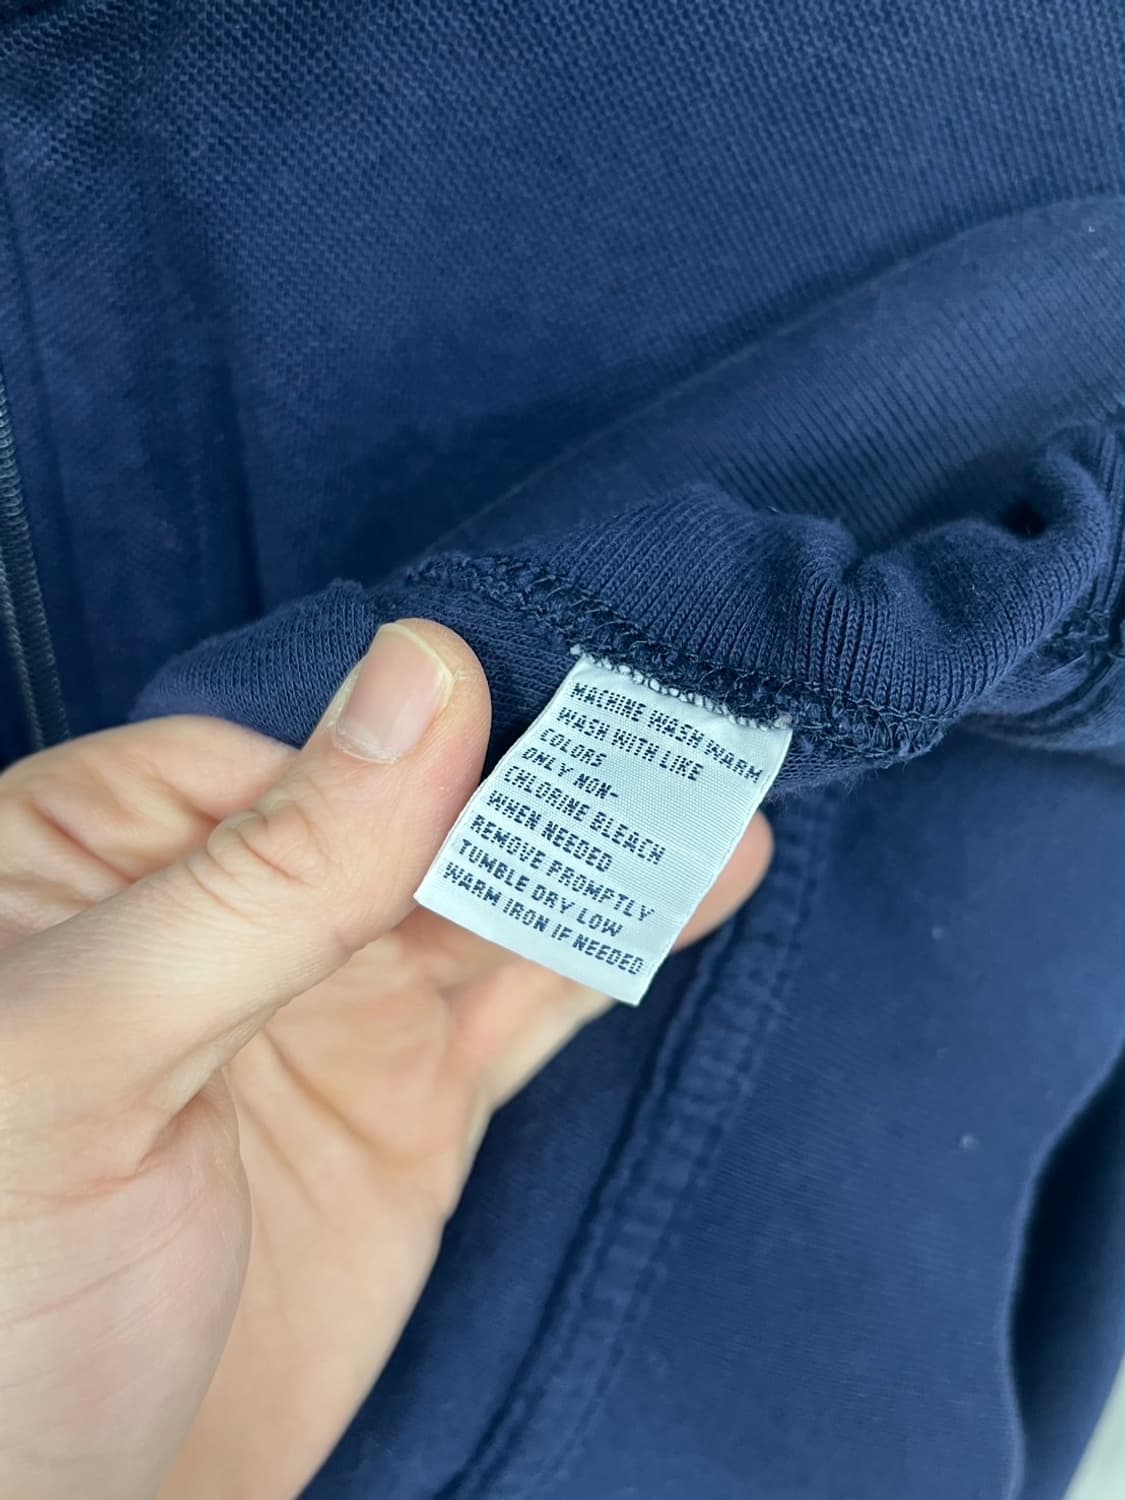 MACHINE WASH WARM
WASH WITH LIKE
COLORS
ONLY NON-
CHLORINE BLEACH
WHEN NEEDED
REMOVE PROMPTLY
TUMBLE DRY LOW
WARM IRON IF NEEDED